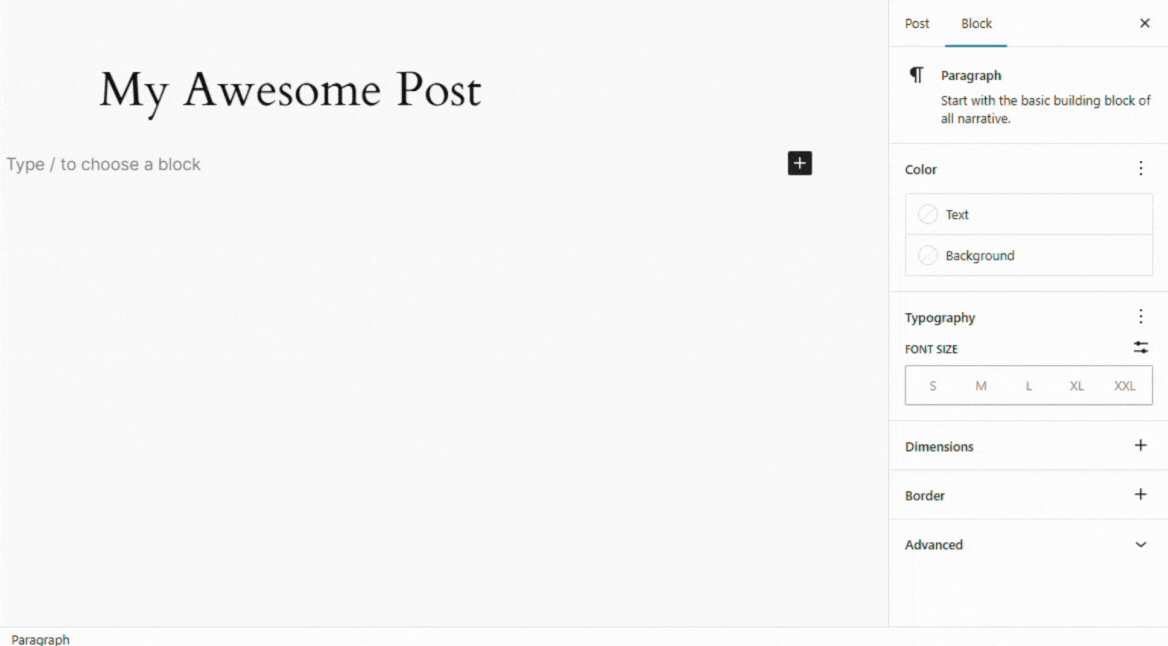 My Awesome Post
Type / to choose a block
Post Block
Paragraph
Start with the basic building block of
all narrative.
Color
Text
Background
Typography
FONT SIZE
S M L XL XXL
Dimensions
Border
Advanced
Paragraph